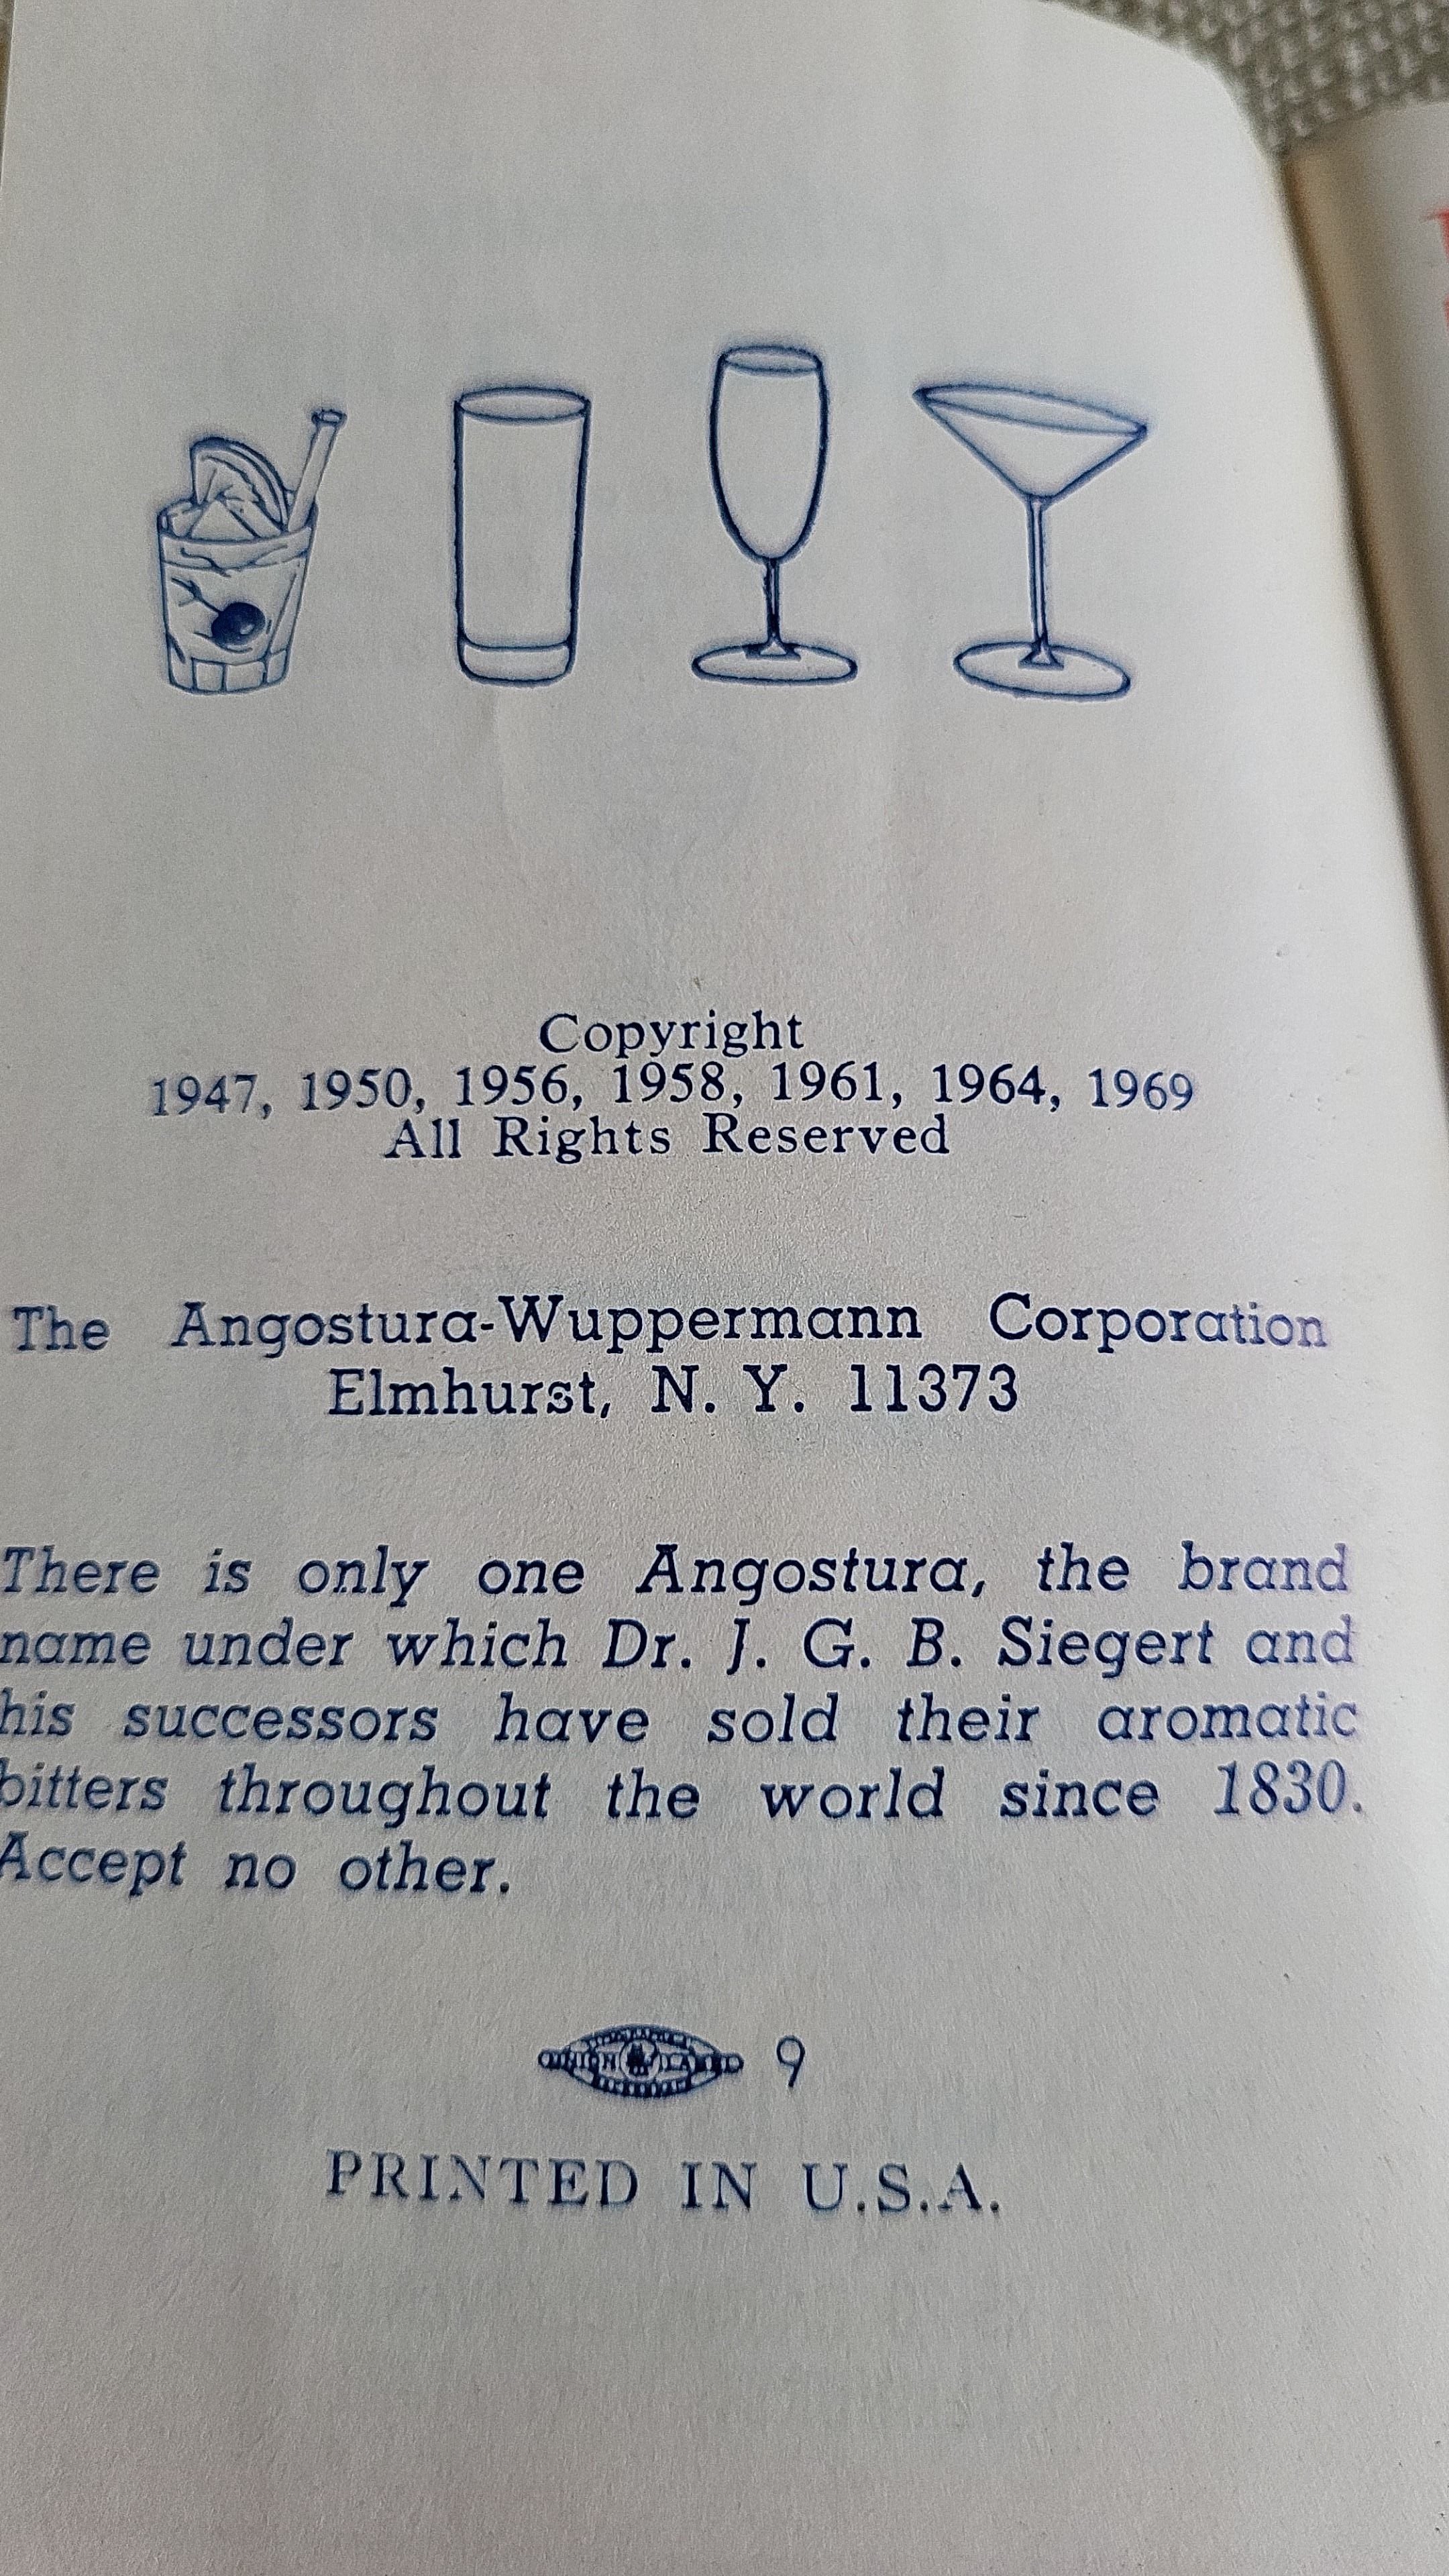 Copyright
1947, 1950, 1956, 1958, 1961, 1964, 1969
All Rights Reserved
The Angostura-Wuppermann Corporation
Elmhurst, N. Y. 11373
There is only one Angostura, the brand
name under which Dr. J. G. B. Siegert and
his successors have sold their aromatic
bitters throughout the world since 1830.
Accept no other.
UNION LABEL 9
PRINTED IN U.S.A.